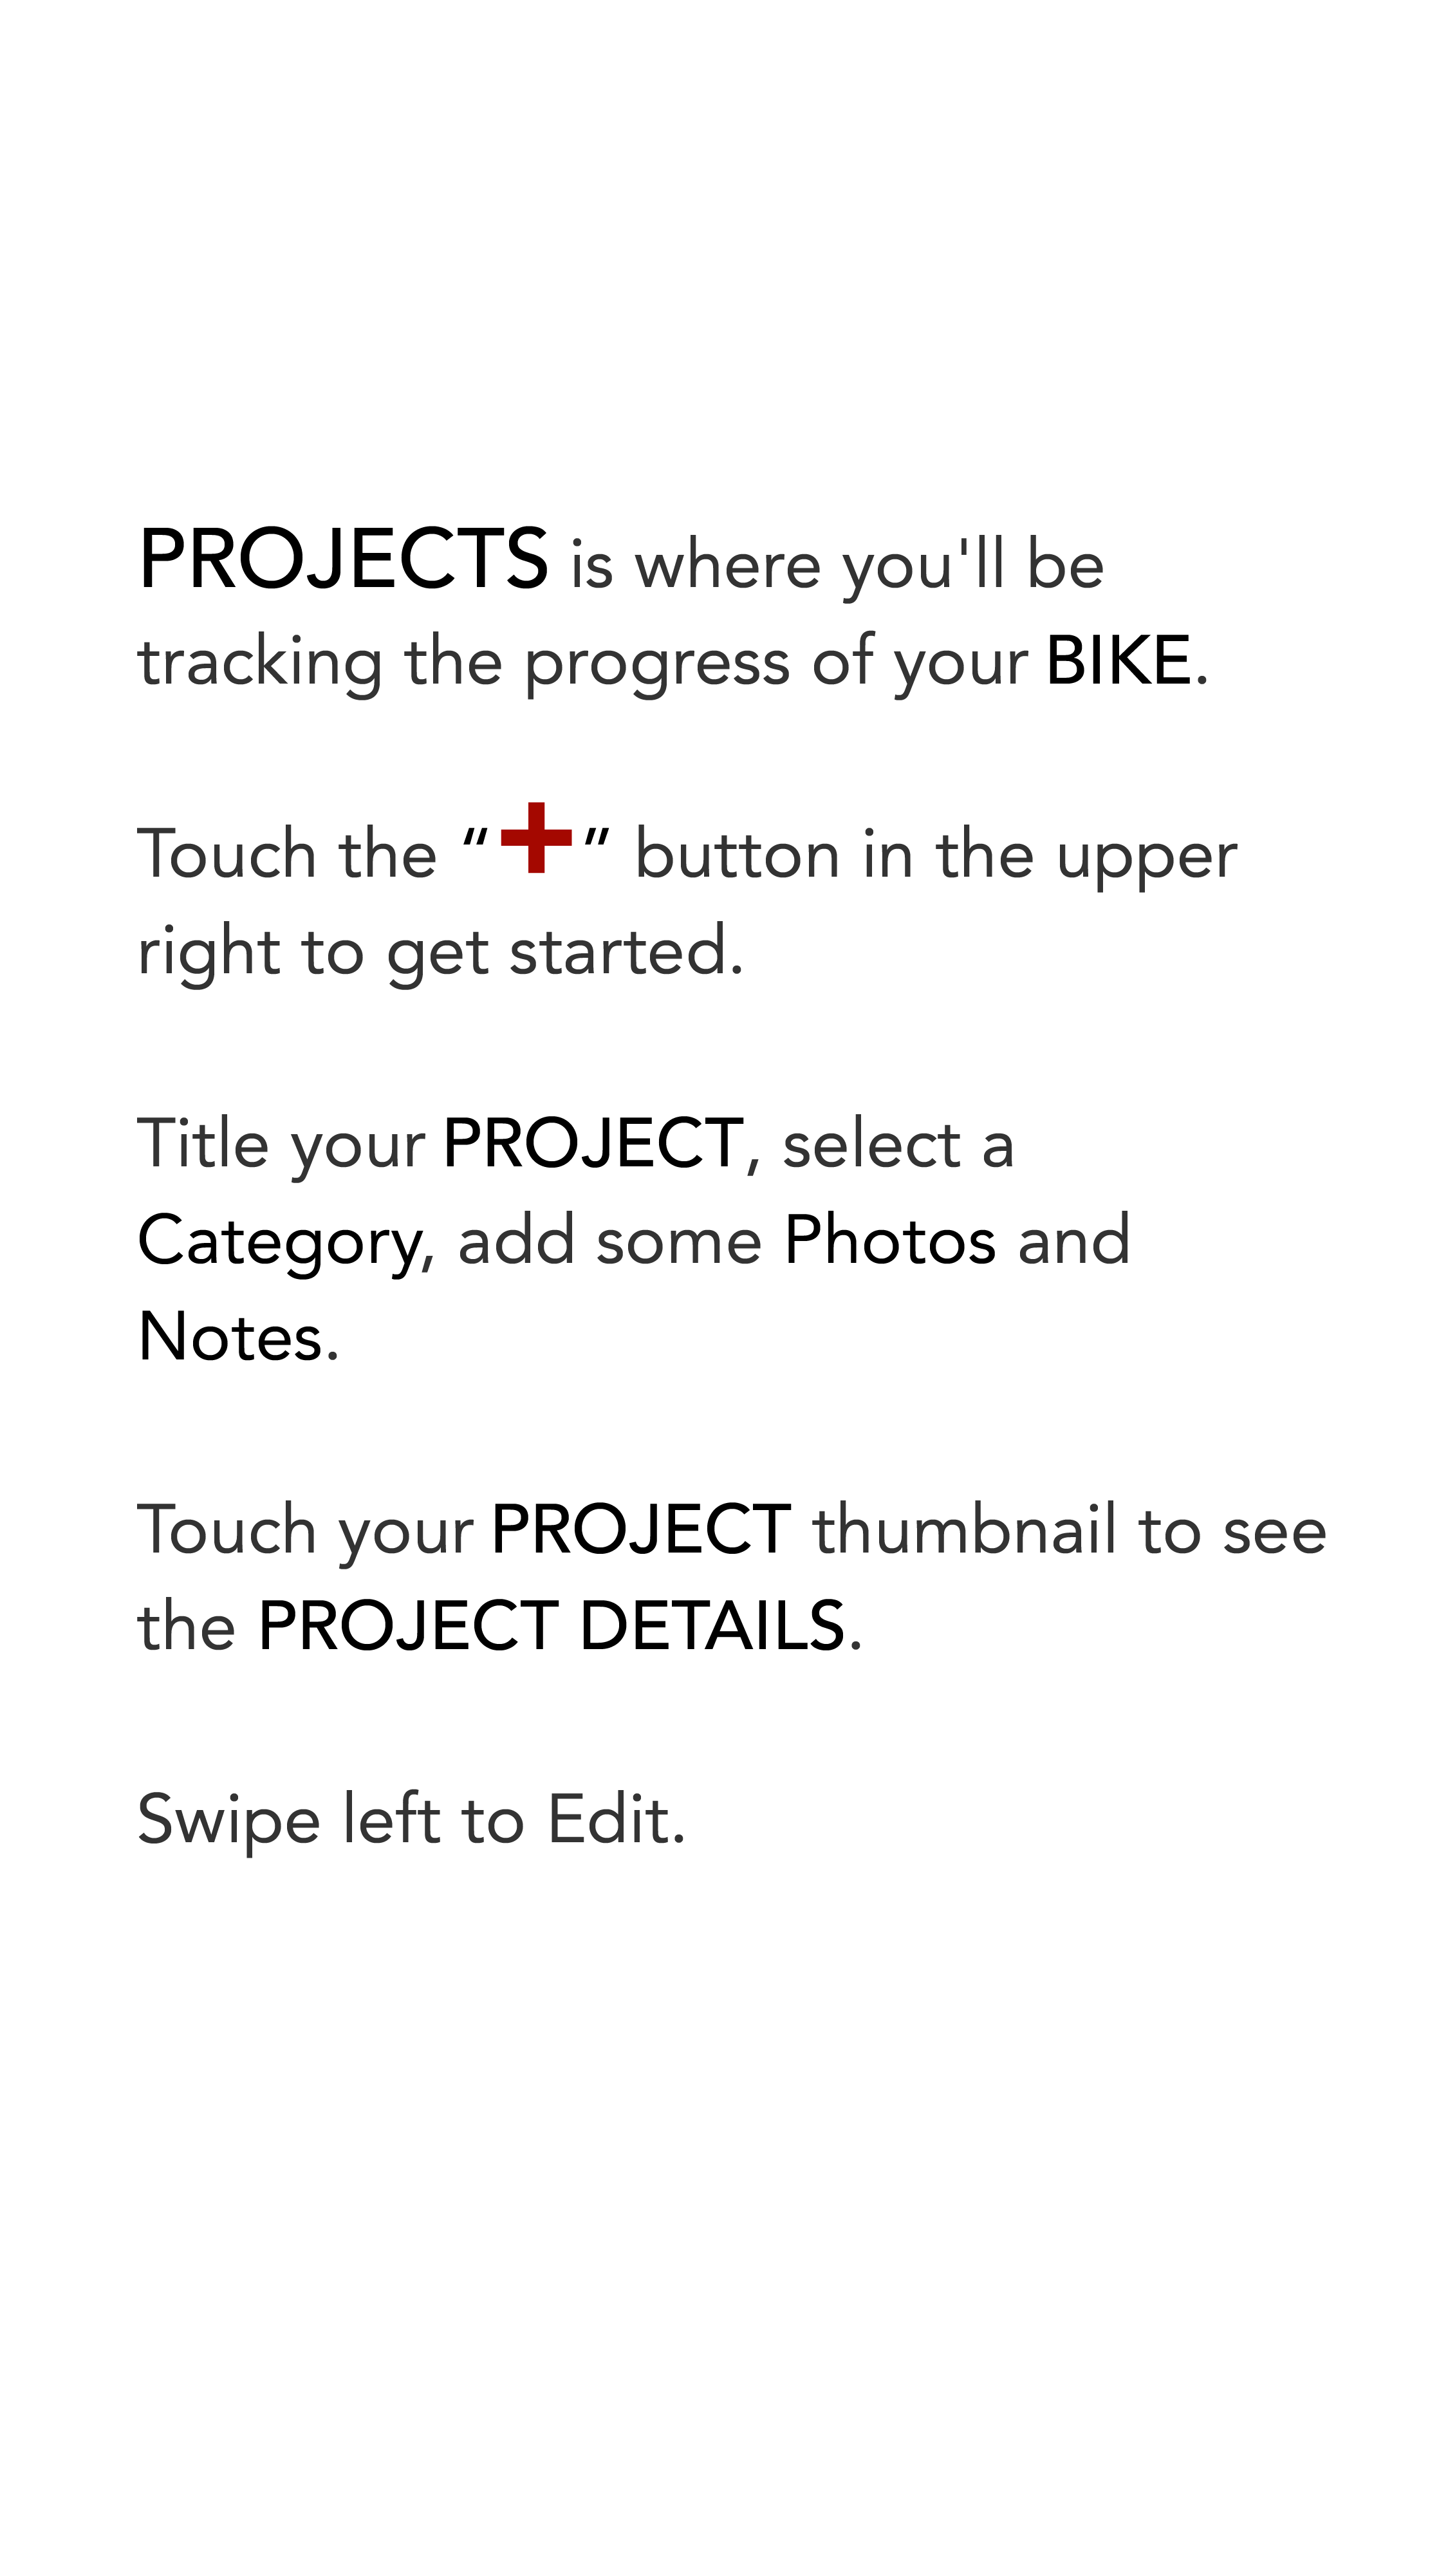 PROJECTS is where you'll be
tracking the progress of your BIKE.
Touch the “+” button in the upper
right to get started.
Title your PROJECT, select a
Category, add some Photos and
Notes.
Touch your PROJECT thumbnail to see
the PROJECT DETAILS.
Swipe left to Edit.